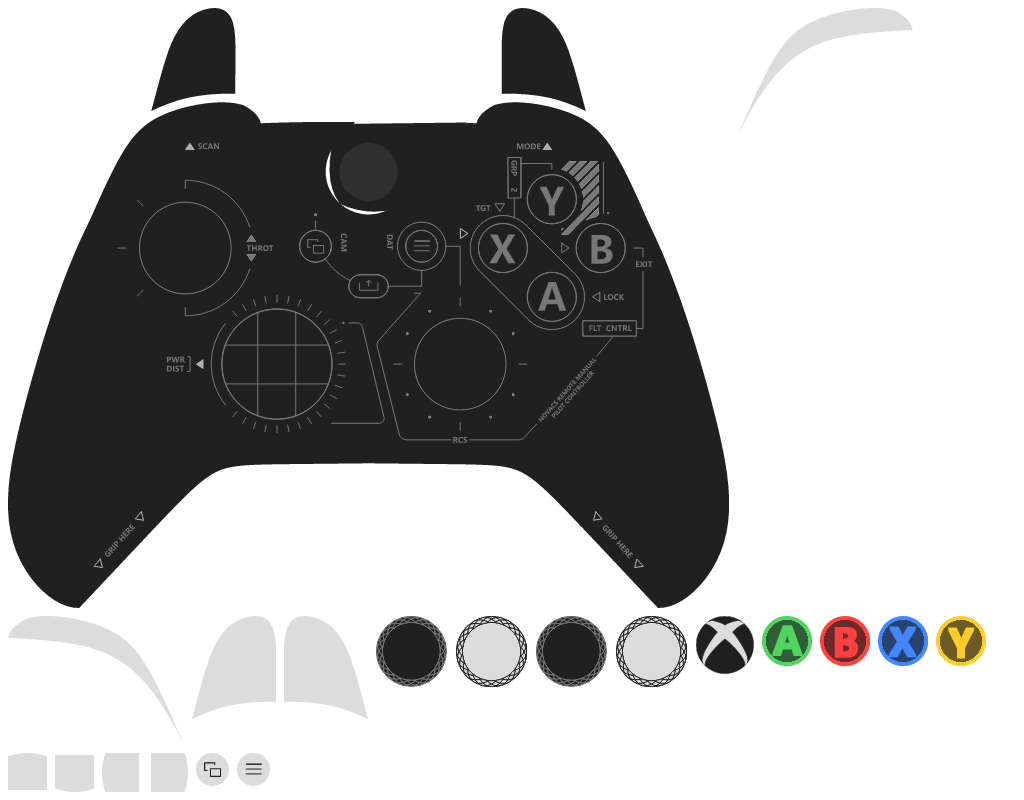 SCAN
MODE
GRP 2
Y
TGT
THROT
CAM
DAT
X
B
EXIT
A
LOCK
FLT CNTRL
PWR
DIST
NOVACS REMOTE MANUAL
PILOT CONTROLLER
RCS
GRIP HERE
GRIP HERE
A B X Y